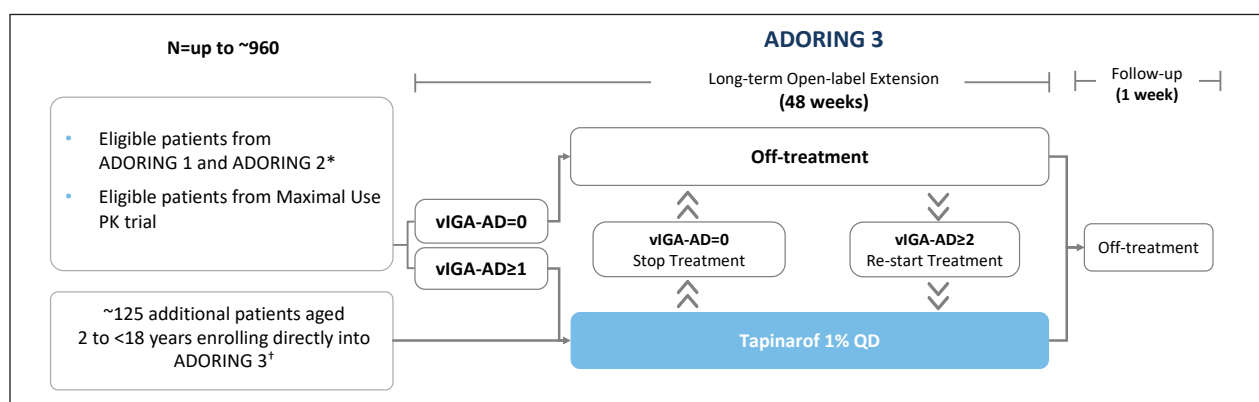 N=up to ~960
ADORING 3
Long-term Open-label Extension
(48 weeks)
Follow-up
(1 week)
• Eligible patients from
ADORING 1 and ADORING 2*
• Eligible patients from Maximal Use
PK trial
vIGA-AD=0
vIGA-AD≥1
Off-treatment
vIGA-AD=0
Stop Treatment
vIGA-AD≥2
Re-start Treatment
Off-treatment
~125 additional patients aged
2 to <18 years enrolling directly into
ADORING 3†
Tapinarof 1% QD